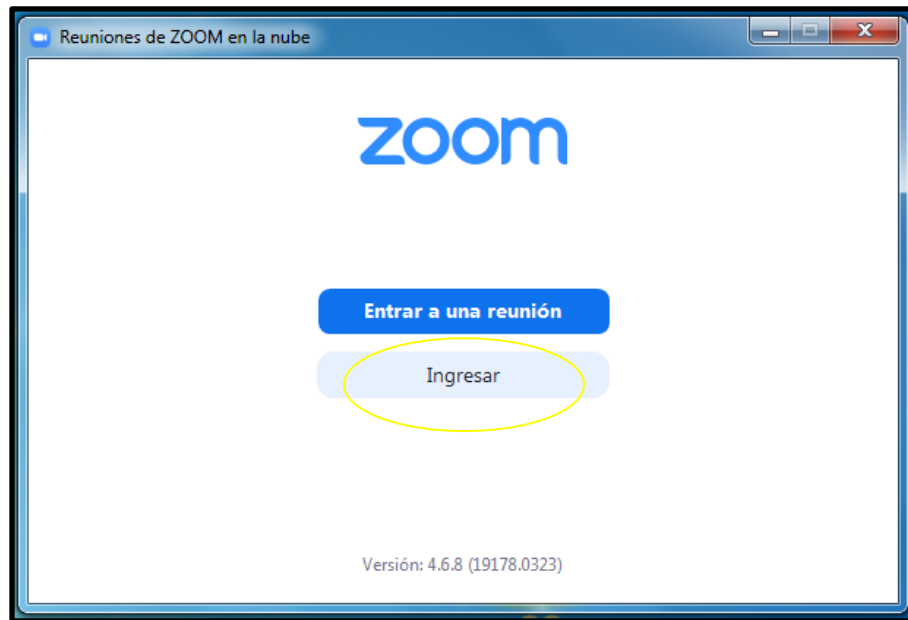 Reuniones de ZOOM en la nube
zoom
Entrar a una reunión
Ingresar
Versión: 4.6.8 (19178.0323)